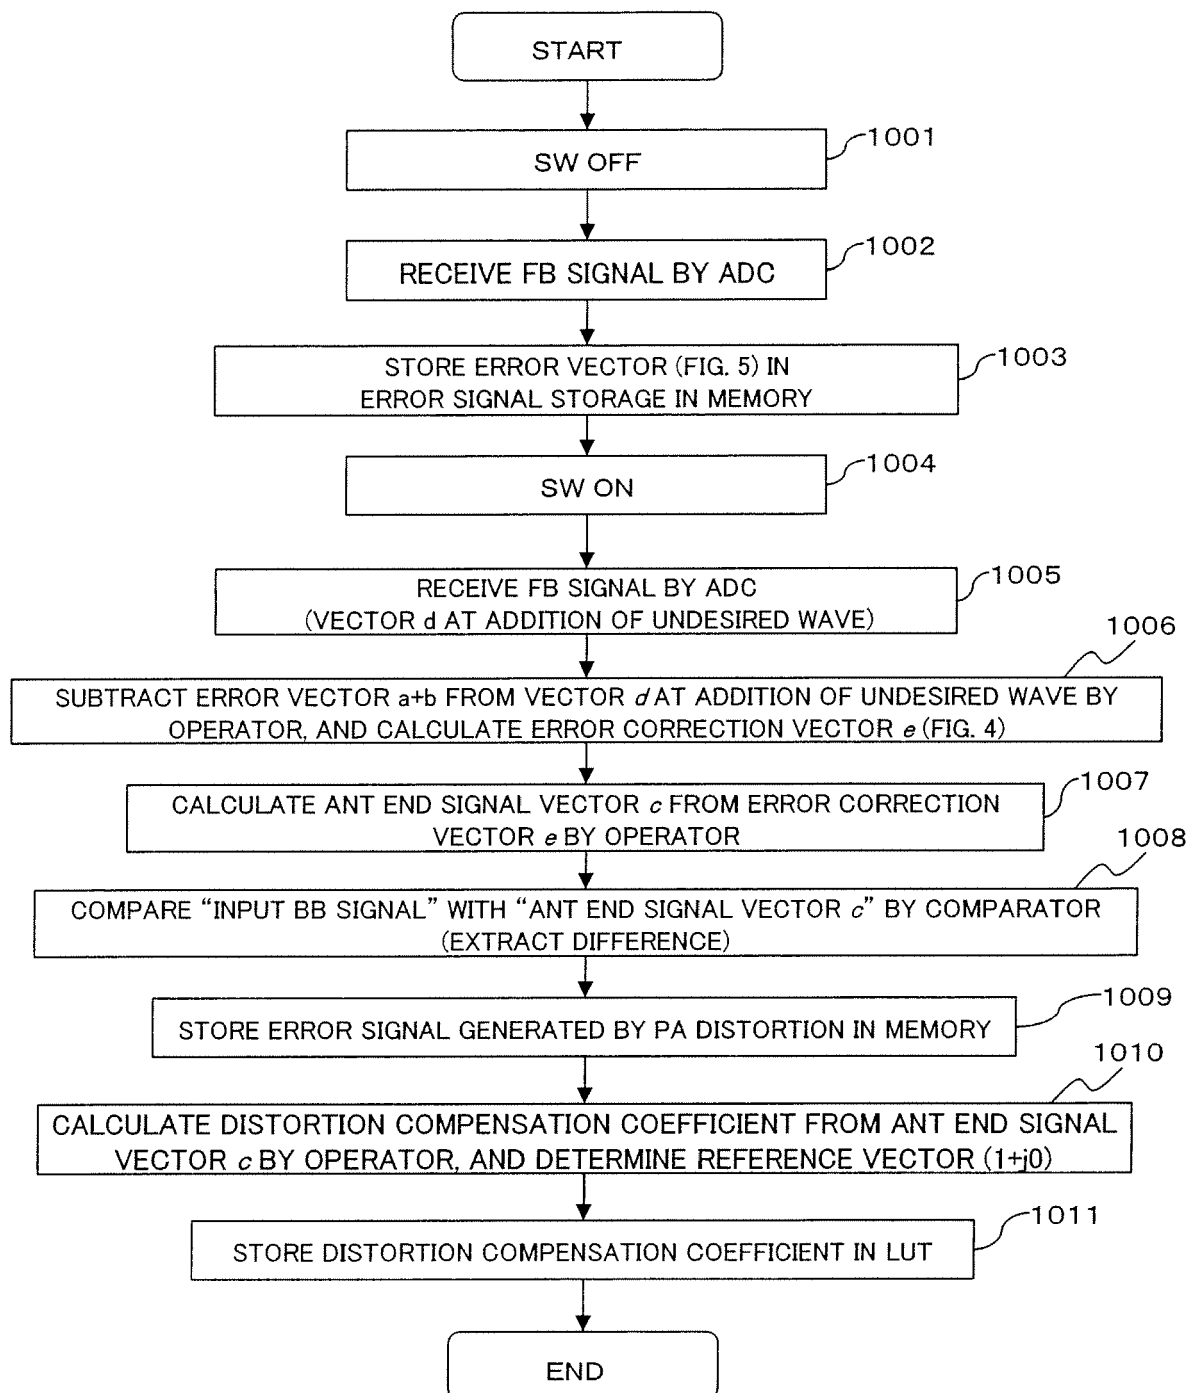 START
1001
SW OFF
1002
RECEIVE FB SIGNAL BY ADC
1003
STORE ERROR VECTOR (FIG. 5) IN
ERROR SIGNAL STORAGE IN MEMORY
1004
SW ON
1005
RECEIVE FB SIGNAL BY ADC
(VECTOR d AT ADDITION OF UNDESIRED WAVE)
1006
SUBTRACT ERROR VECTOR a+b FROM VECTOR d AT ADDITION OF UNDESIRED WAVE BY
OPERATOR, AND CALCULATE ERROR CORRECTION VECTOR e (FIG. 4)
1007
CALCULATE ANT END SIGNAL VECTOR c FROM ERROR CORRECTION
VECTOR e BY OPERATOR
1008
COMPARE “INPUT BB SIGNAL” WITH “ANT END SIGNAL VECTOR c” BY COMPARATOR
(EXTRACT DIFFERENCE)
1009
STORE ERROR SIGNAL GENERATED BY PA DISTORTION IN MEMORY
1010
CALCULATE DISTORTION COMPENSATION COEFFICIENT FROM ANT END SIGNAL
VECTOR c BY OPERATOR, AND DETERMINE REFERENCE VECTOR (1+j0)
1011
STORE DISTORTION COMPENSATION COEFFICIENT IN LUT
END